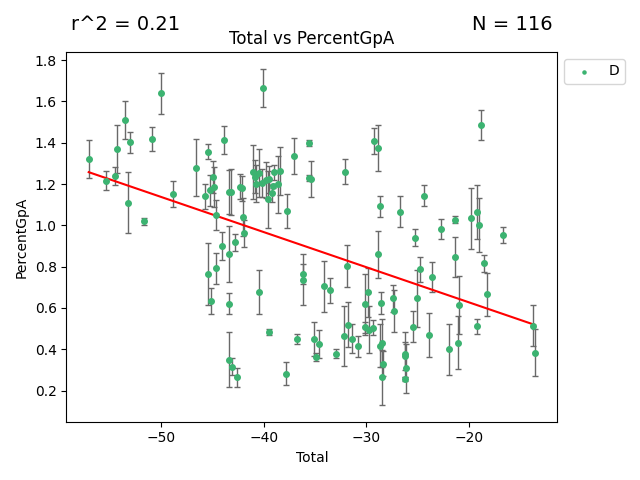 r^2 = 0.21
N = 116
Total vs PercentGpA
D
PercentGpA
1.8
1.6
1.4
1.2
1.0
0.8
0.6
0.4
0.2
−50
−40
−30
−20
Total